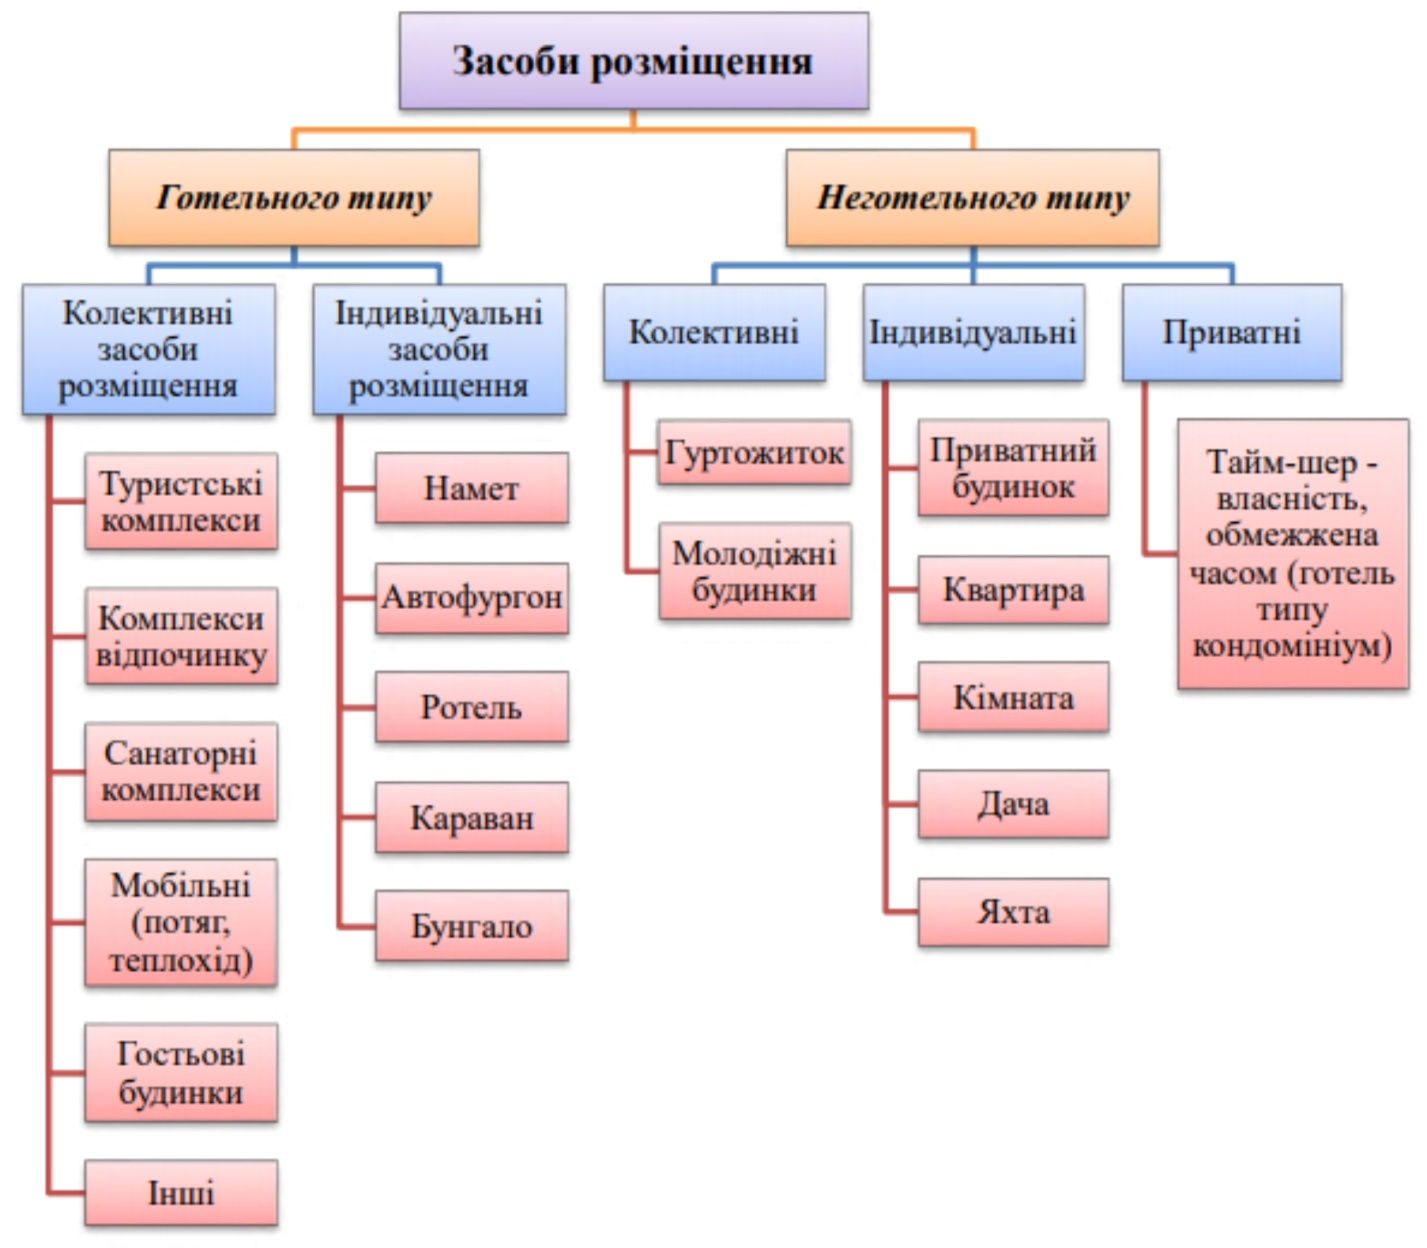 Засоби розміщення
Готельного типу
Неготельного типу
Колективні
засоби
розміщення
Індивідуальні
засоби
розміщення
Колективні
Індивідуальні
Приватні
Туристські
комплекси
Комплекси
відпочинку
Санаторні
комплекси
Мобільні
(потяг,
теплохід)
Гостьові
будинки
Інші
Намет
Автофургон
Ротель
Караван
Бунгало
Гуртожиток
Молодіжні
будинки
Приватний
будинок
Квартира
Кімната
Дача
Яхта
Тайм-шер -
власність,
обмежжена
часом (готель
типу
кондомініум)